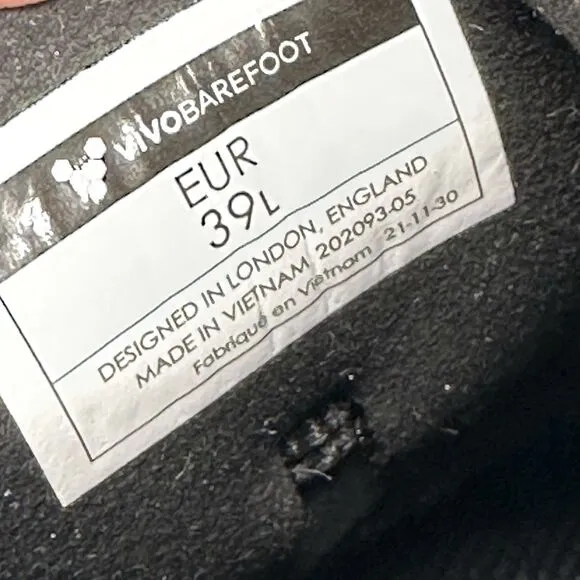 VIVOBAREFOOT
EUR
39L
DESIGNED IN LONDON, ENGLAND
MADE IN VIETNAM 202093-05
Fabriqué en Vietnam 21-11-30